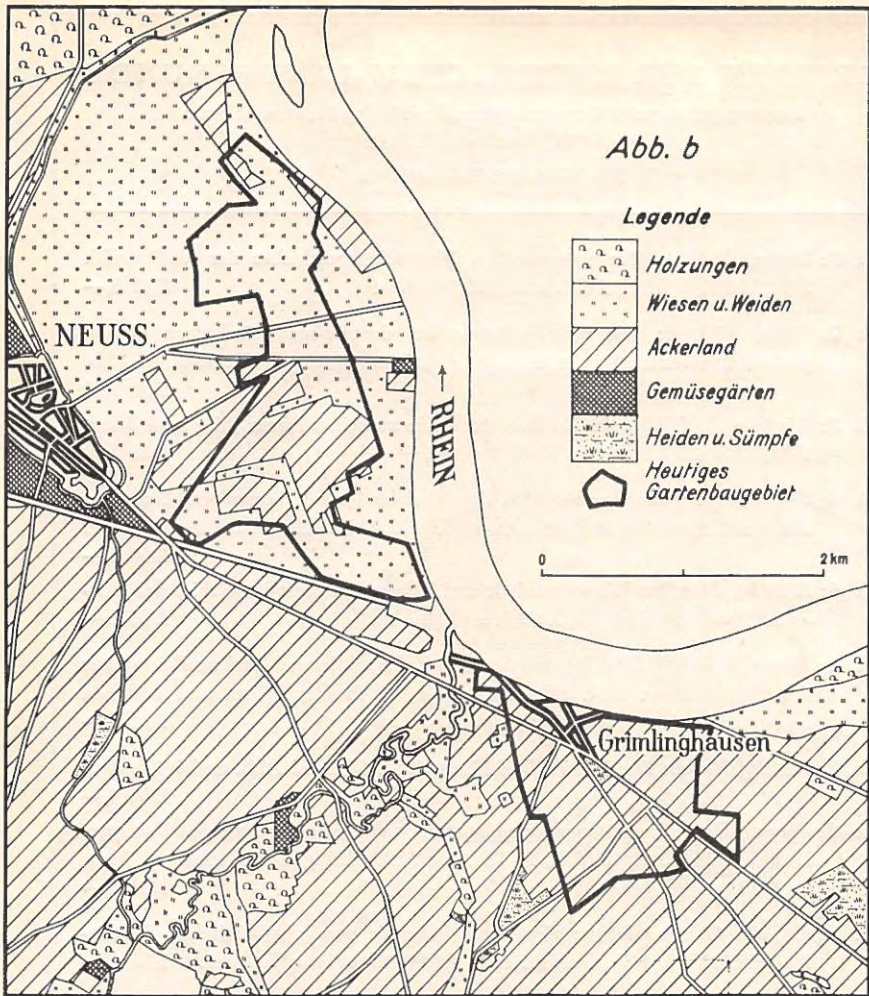 Abb. b
Legende
Holzungen
Wiesen u. Weiden
Ackerland
Gemüsegärten
Heiden u. Sümpfe
Heutiges
Gartenbaugebiet
0 2 km
NEUSS
RHEIN
Grimlinghausen